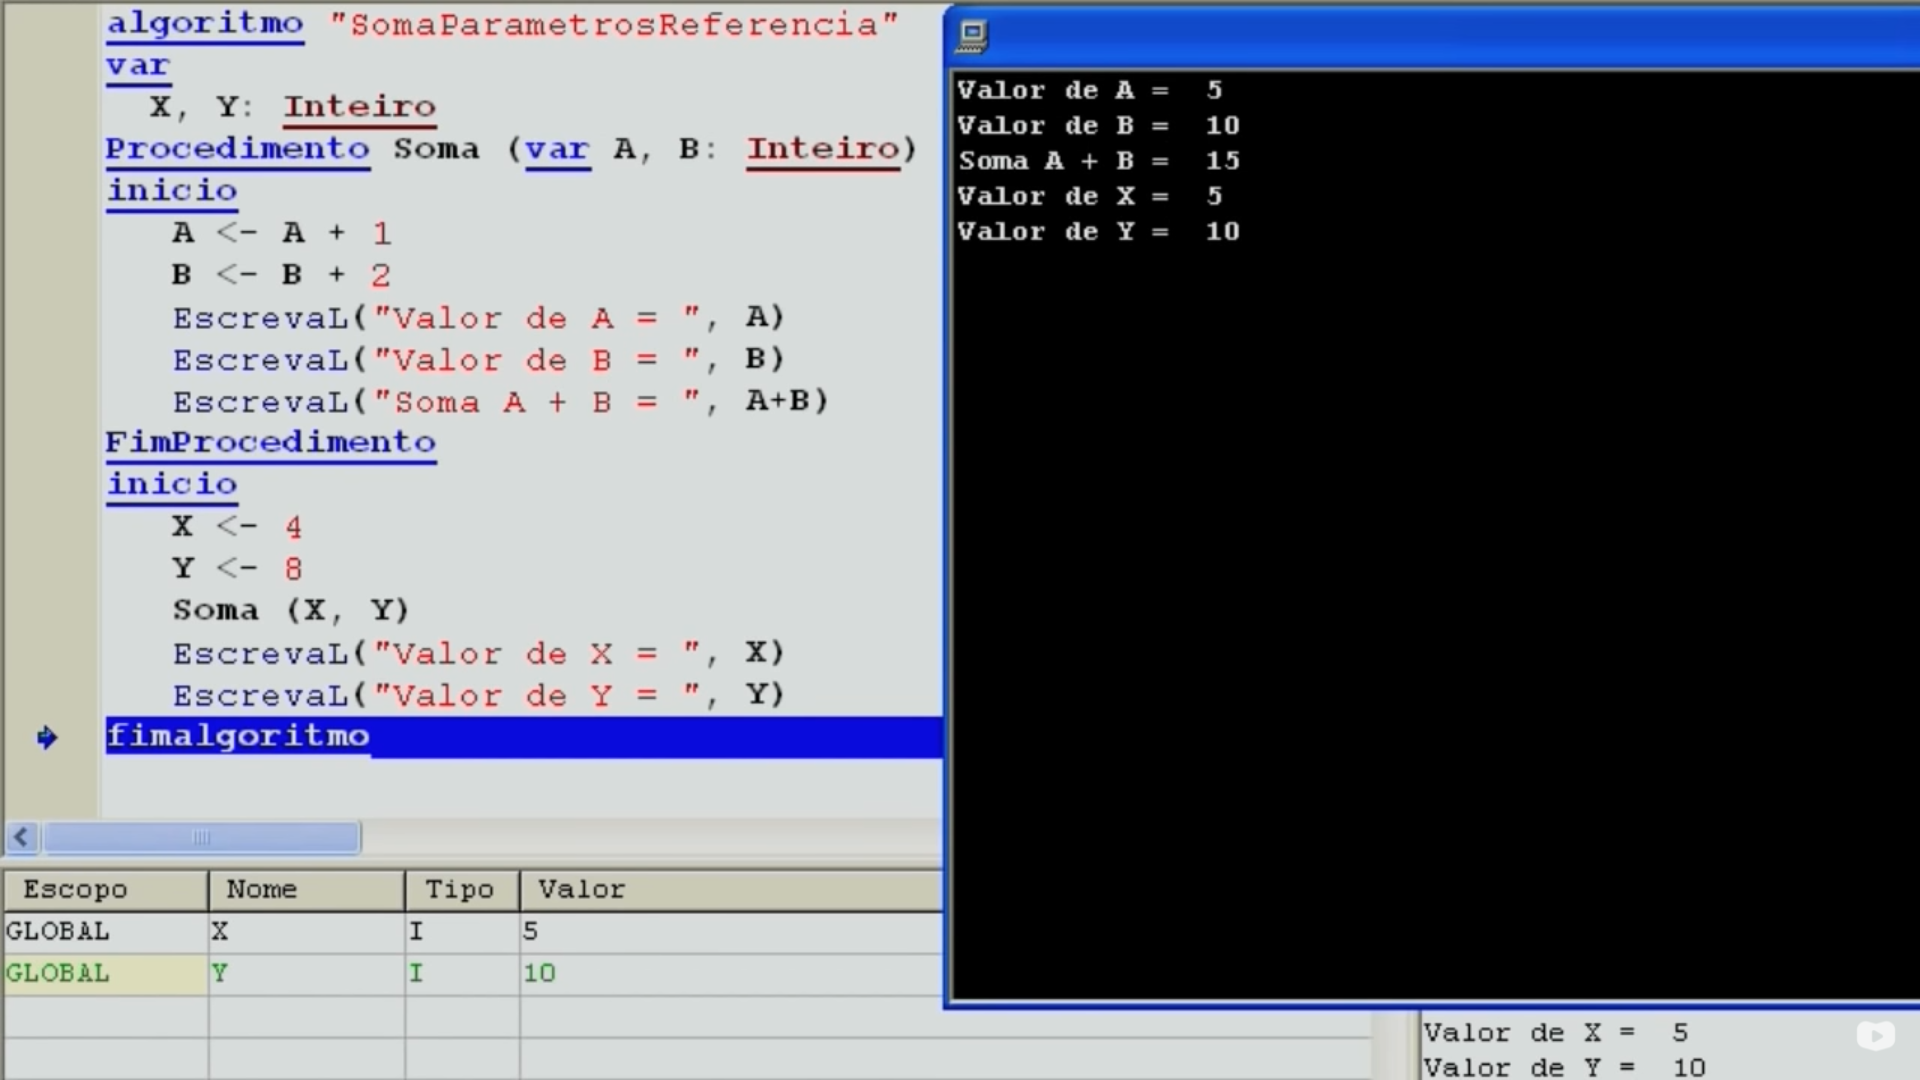 algoritmo "SomaParametrosReferencia"
var
X, Y: Inteiro
Procedimento Soma (var A, B: Inteiro)
inicio
A <- A + 1
B <- B + 2
EscrevaL("Valor de A = ", A)
EscrevaL("Valor de B = ", B)
EscrevaL("Soma A + B = ", A+B)
FimProcedimento
inicio
X <- 4
Y <- 8
Soma (X, Y)
EscrevaL("Valor de X = ", X)
EscrevaL("Valor de Y = ", Y)
fimalgoritmo
Escopo Nome Tipo Valor
GLOBAL X I 5
GLOBAL Y I 10
Valor de A = 5
Valor de B = 10
Soma A + B = 15
Valor de X = 5
Valor de Y = 10
Valor de X = 5
Valor de Y = 10